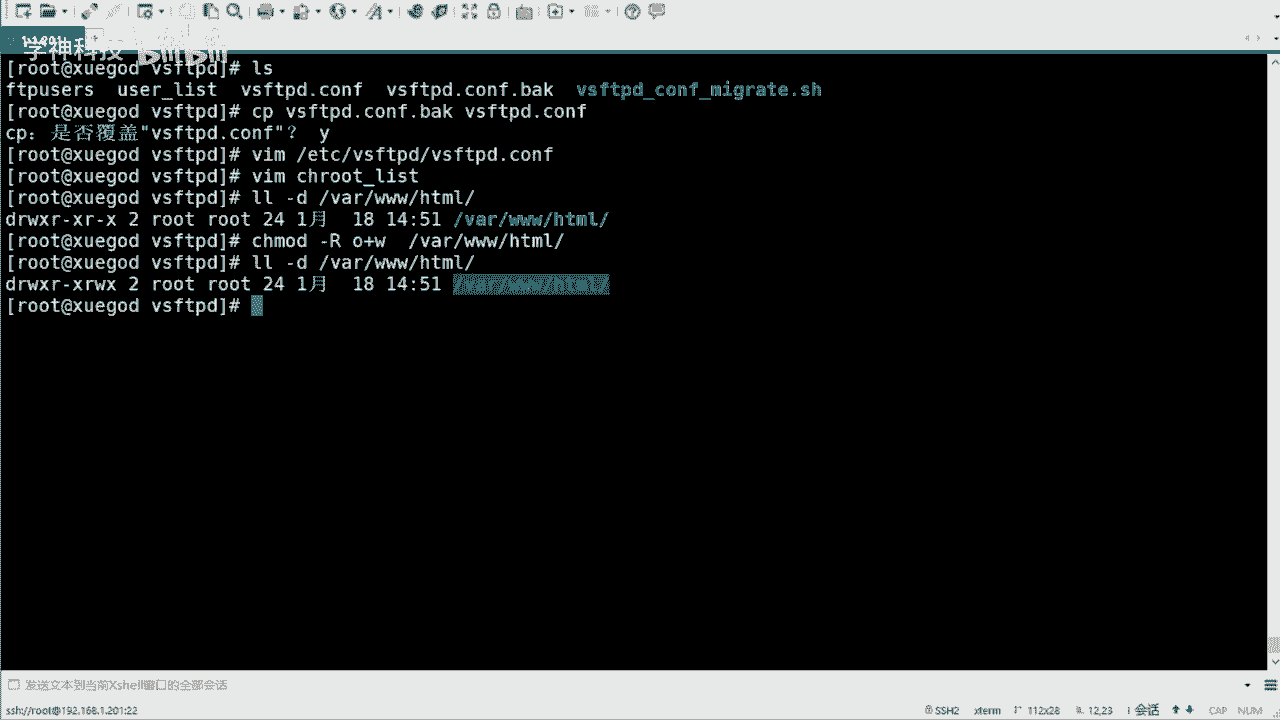 1 1.201
学神科技 bilibili
[root@xuegod vsftpd]# ls
ftpusers  user_list  vsftpd.conf  vsftpd.conf.bak  vsftpd_conf_migrate.sh
[root@xuegod vsftpd]# cp vsftpd.conf.bak vsftpd.conf
cp：是否覆盖"vsftpd.conf"？ y
[root@xuegod vsftpd]# vim /etc/vsftpd/vsftpd.conf
[root@xuegod vsftpd]# vim chroot_list
[root@xuegod vsftpd]# ll -d /var/www/html/
drwxr-xr-x 2 root root 24 1月  18 14:51 /var/www/html/
[root@xuegod vsftpd]# chmod -R o+w  /var/www/html/
[root@xuegod vsftpd]# ll -d /var/www/html/
drwxr-xrwx 2 root root 24 1月  18 14:51 /var/www/html/
[root@xuegod vsftpd]#
发送文本到当前Xshell窗口的全部会话
ssh://root@192.168.1.201:22 SSH2 xterm 112x28 12,23 1 会话 CAP NUM